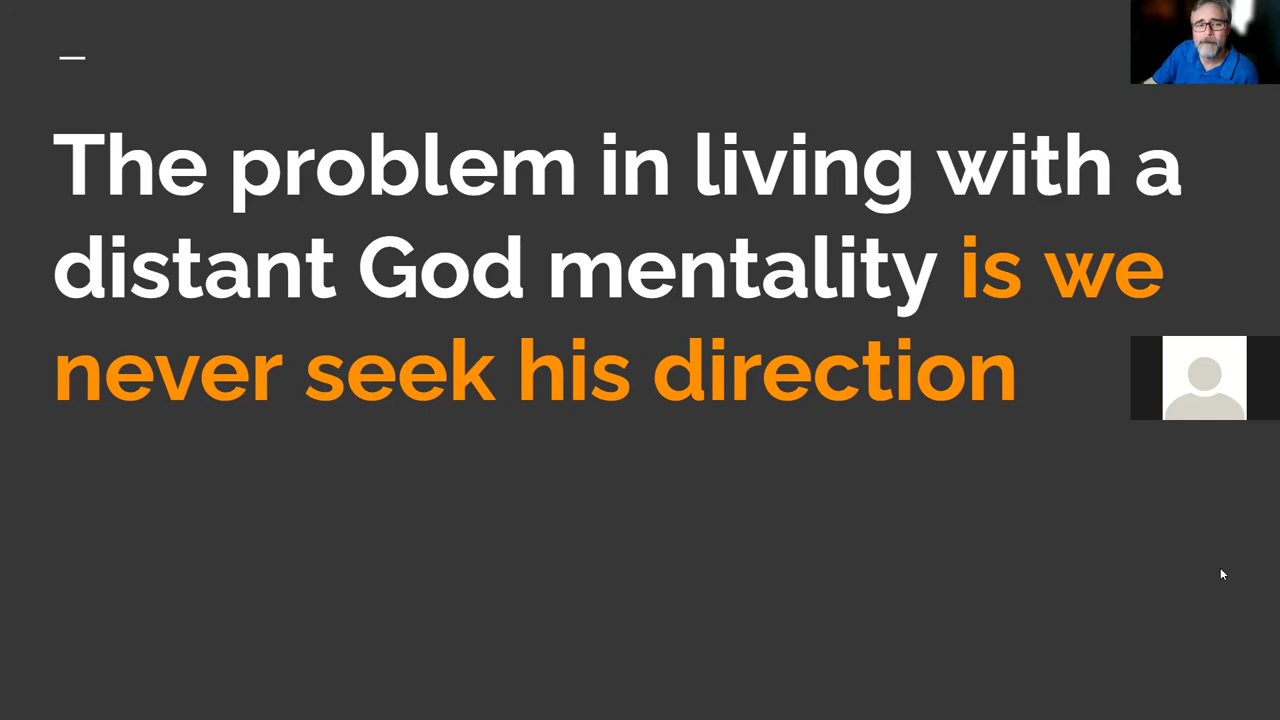 The problem in living with a
distant God mentality is we
never seek his direction